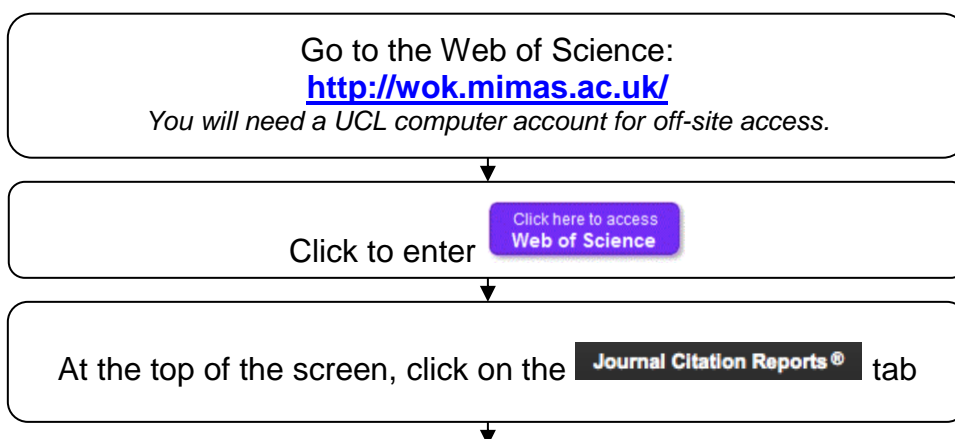 Go to the Web of Science:
http://wok.mimas.ac.uk/
You will need a UCL computer account for off-site access.
Click to enter Click here to access
Web of Science
At the top of the screen, click on the Journal Citation Reports® tab